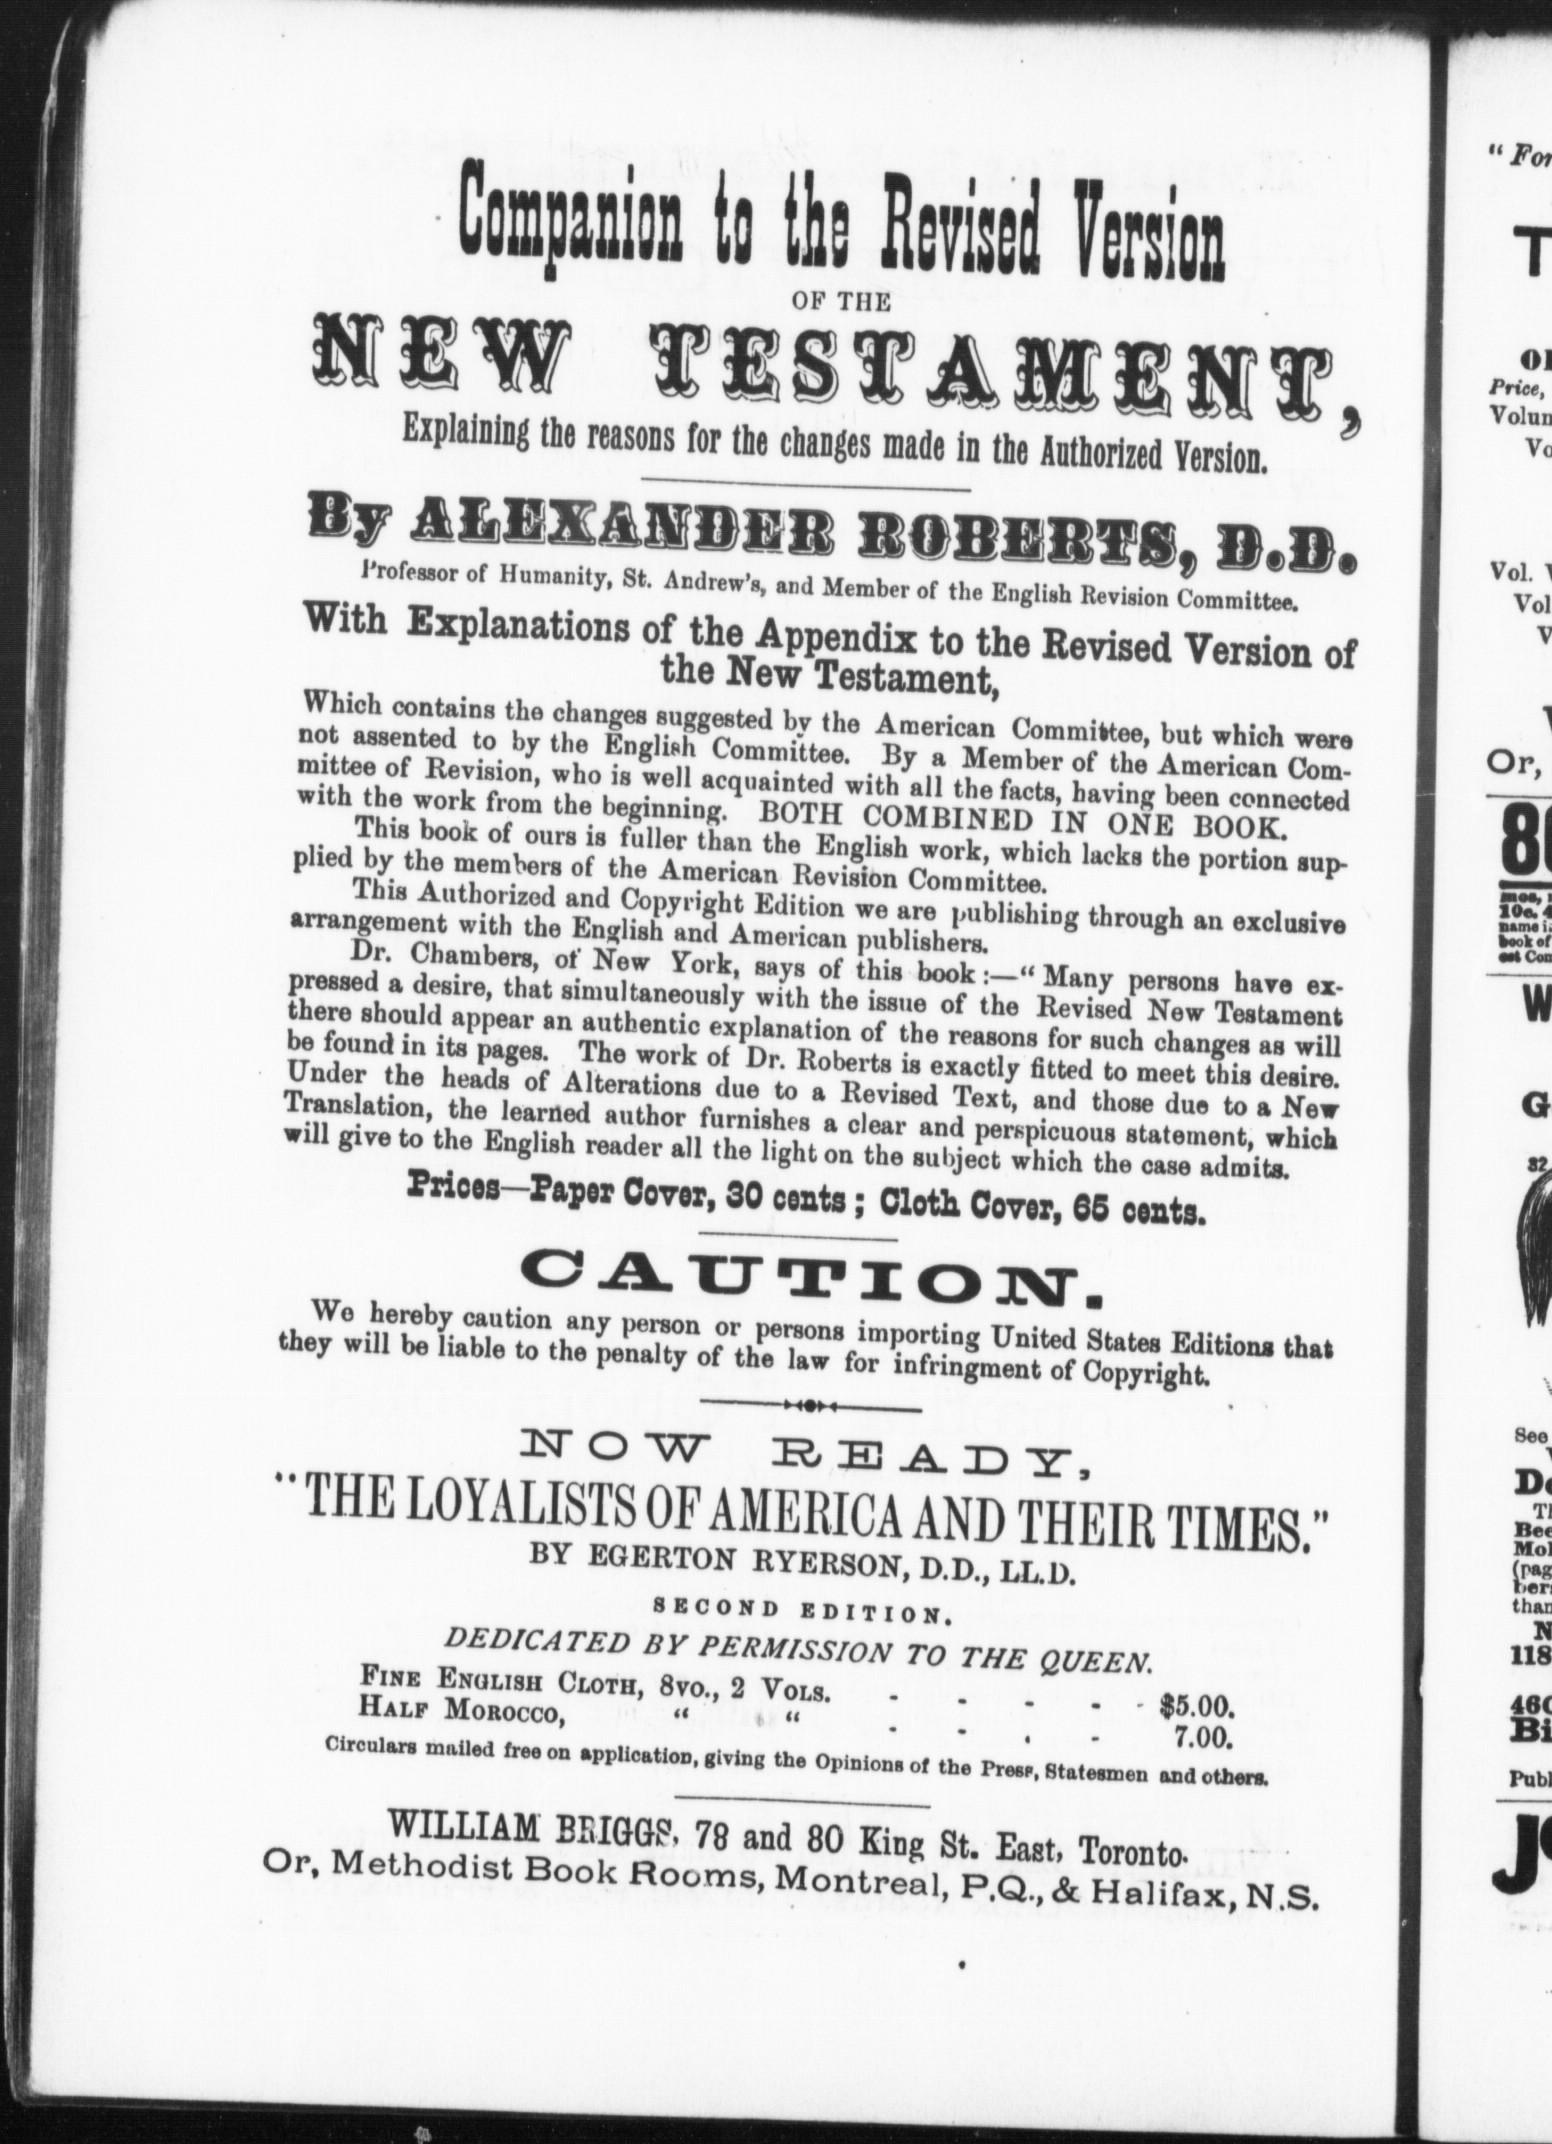 Companion to the Revised Version
OF THE
NEW TESTAMENT,
Explaining the reasons for the changes made in the Authorized Version.
By ALEXANDER ROBERTS, D.D.
Professor of Humanity, St. Andrew's, and Member of the English Revision Committee.
With Explanations of the Appendix to the Revised Version of
the New Testament,
Which contains the changes suggested by the American Committee, but which were
not assented to by the English Committee. By a Member of the American Com-
mittee of Revision, who is well acquainted with all the facts, having been connected
with the work from the beginning. BOTH COMBINED IN ONE BOOK.
This book of ours is fuller than the English work, which lacks the portion sup-
plied by the members of the American Revision Committee.
This Authorized and Copyright Edition we are publishing through an exclusive
arrangement with the English and American publishers.
Dr. Chambers, of New York, says of this book:—"Many persons have ex-
pressed a desire, that simultaneously with the issue of the Revised New Testament
there should appear an authentic explanation of the reasons for such changes as will
be found in its pages. The work of Dr. Roberts is exactly fitted to meet this desire.
Under the heads of Alterations due to a Revised Text, and those due to a New
Translation, the learned author furnishes a clear and perspicuous statement, which
will give to the English reader all the light on the subject which the case admits.
Prices—Paper Cover, 30 cents; Cloth Cover, 65 cents.
CAUTION.
We hereby caution any person or persons importing United States Editions that
they will be liable to the penalty of the law for infringment of Copyright.
NOW READY,
"THE LOYALISTS OF AMERICA AND THEIR TIMES."
BY EGERTON RYERSON, D.D., LL.D.
SECOND EDITION.
DEDICATED BY PERMISSION TO THE QUEEN.
FINE ENGLISH CLOTH, 8VO., 2 VOLS. - - - - - $5.00.
HALF MOROCCO, " " - - . - 7.00.
Circulars mailed free on application, giving the Opinions of the Press, Statesmen and others.
WILLIAM BRIGGS, 78 and 80 King St. East, Toronto.
Or, Methodist Book Rooms, Montreal, P.Q., & Halifax, N.S.
Price,
Vol.
Or,
mos,
10c.
book of
See
than
118